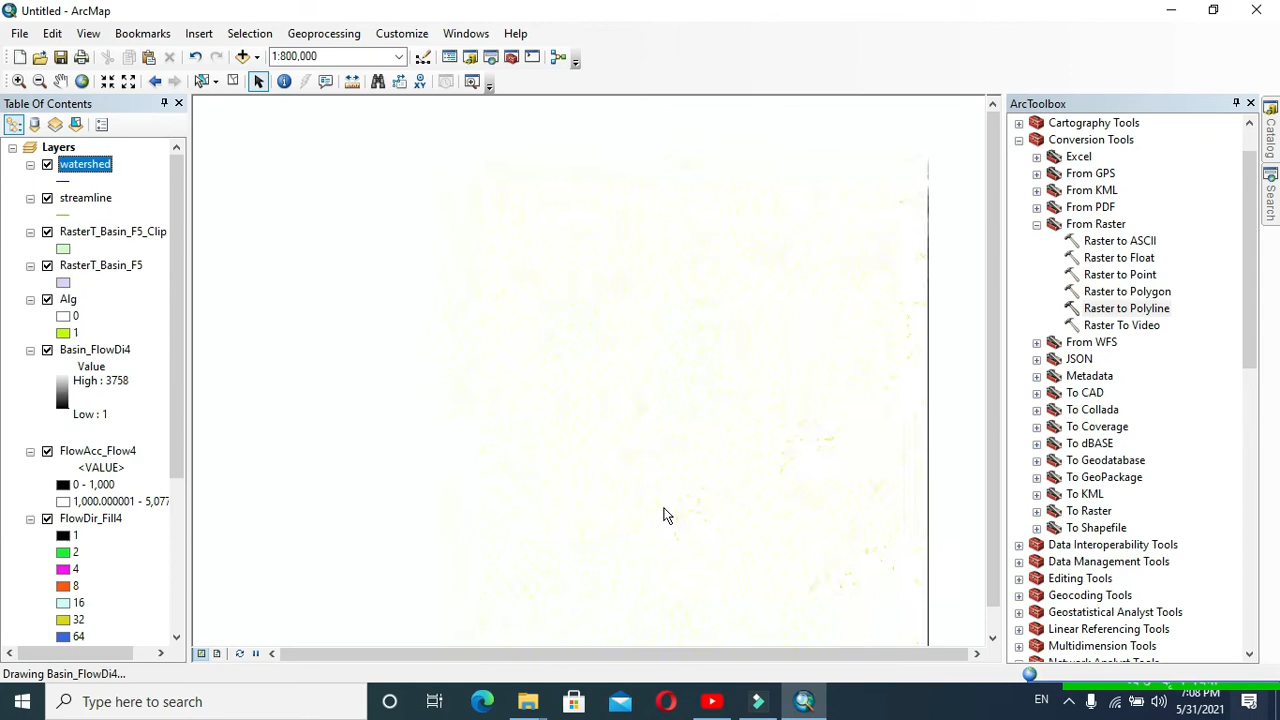 Untitled - ArcMap
File Edit View Bookmarks Insert Selection Geoprocessing Customize Windows Help
1:800,000
Table Of Contents
Layers
watershed
streamline
RasterT_Basin_F5_Clip
RasterT_Basin_F5
Alg
0
1
Basin_FlowDi4
Value
High : 3758
Low : 1
FlowAcc_Flow4
<VALUE>
0 - 1,000
1,000.000001 - 5,077
FlowDir_Fill4
1
2
4
8
16
32
64
ArcToolbox
Cartography Tools
Conversion Tools
Excel
From GPS
From KML
From PDF
From Raster
Raster to ASCII
Raster to Float
Raster to Point
Raster to Polygon
Raster to Polyline
Raster To Video
From WFS
JSON
Metadata
To CAD
To Collada
To Coverage
To dBASE
To Geodatabase
To GeoPackage
To KML
To Raster
To Shapefile
Data Interoperability Tools
Data Management Tools
Editing Tools
Geocoding Tools
Geostatistical Analyst Tools
Linear Referencing Tools
Multidimension Tools
Network Analyst Tools
Catalog
Search
Drawing Basin_FlowDi4...
Type here to search
EN
7:08 PM
5/31/2021